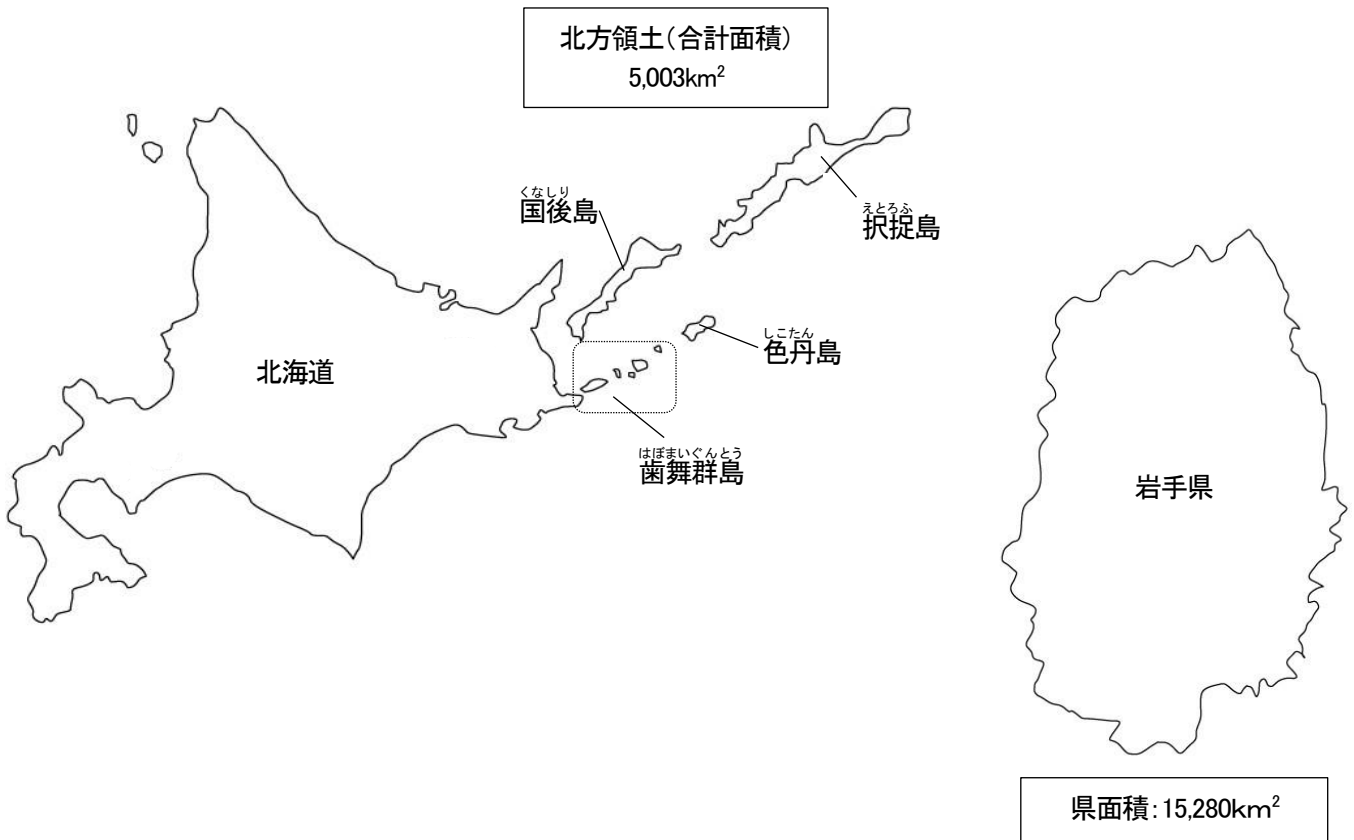 北方領土(合計面積)
5,003km²
くなしり
国後島
えとろふ
択捉島
しこたん
色丹島
北海道
はぼまいぐんとう
歯舞群島
岩手県
県面積:15,280km²